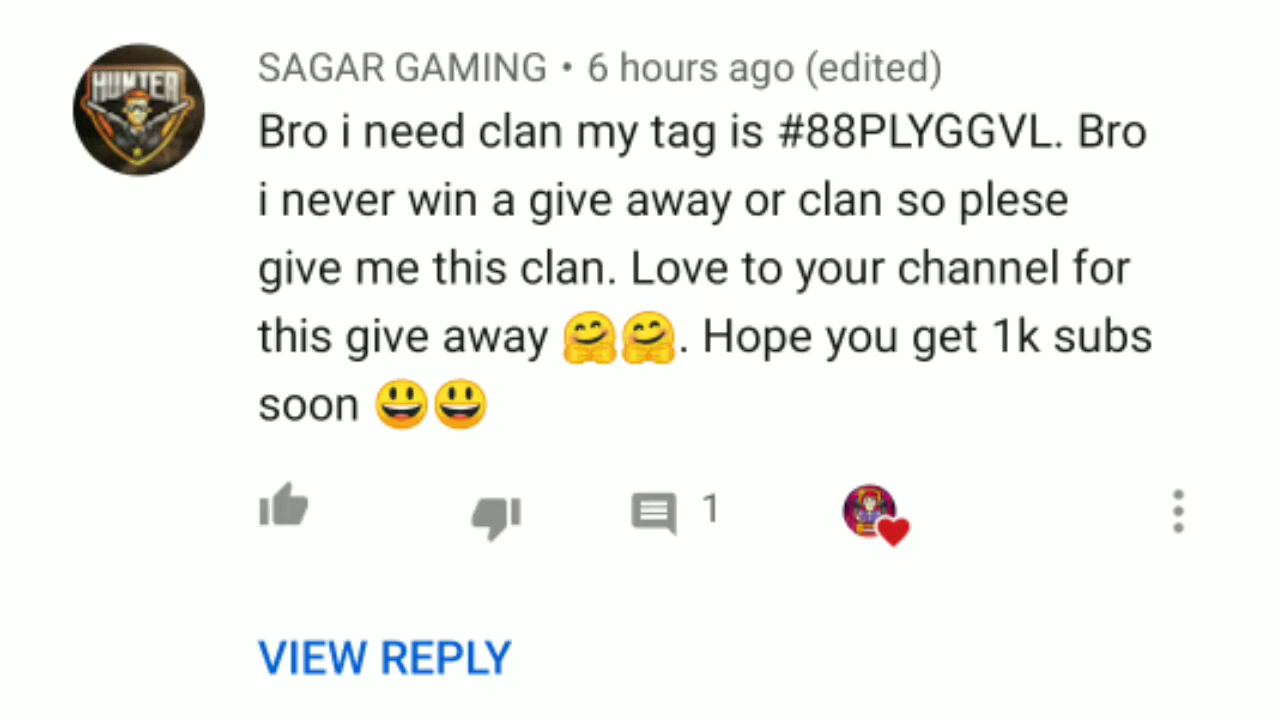 HUNTER
SAGAR GAMING • 6 hours ago (edited)
Bro i need clan my tag is #88PLYGGVL. Bro
i never win a give away or clan so plese
give me this clan. Love to your channel for
this give away 🤗🤗. Hope you get 1k subs
soon 😃😃
1
VIEW REPLY